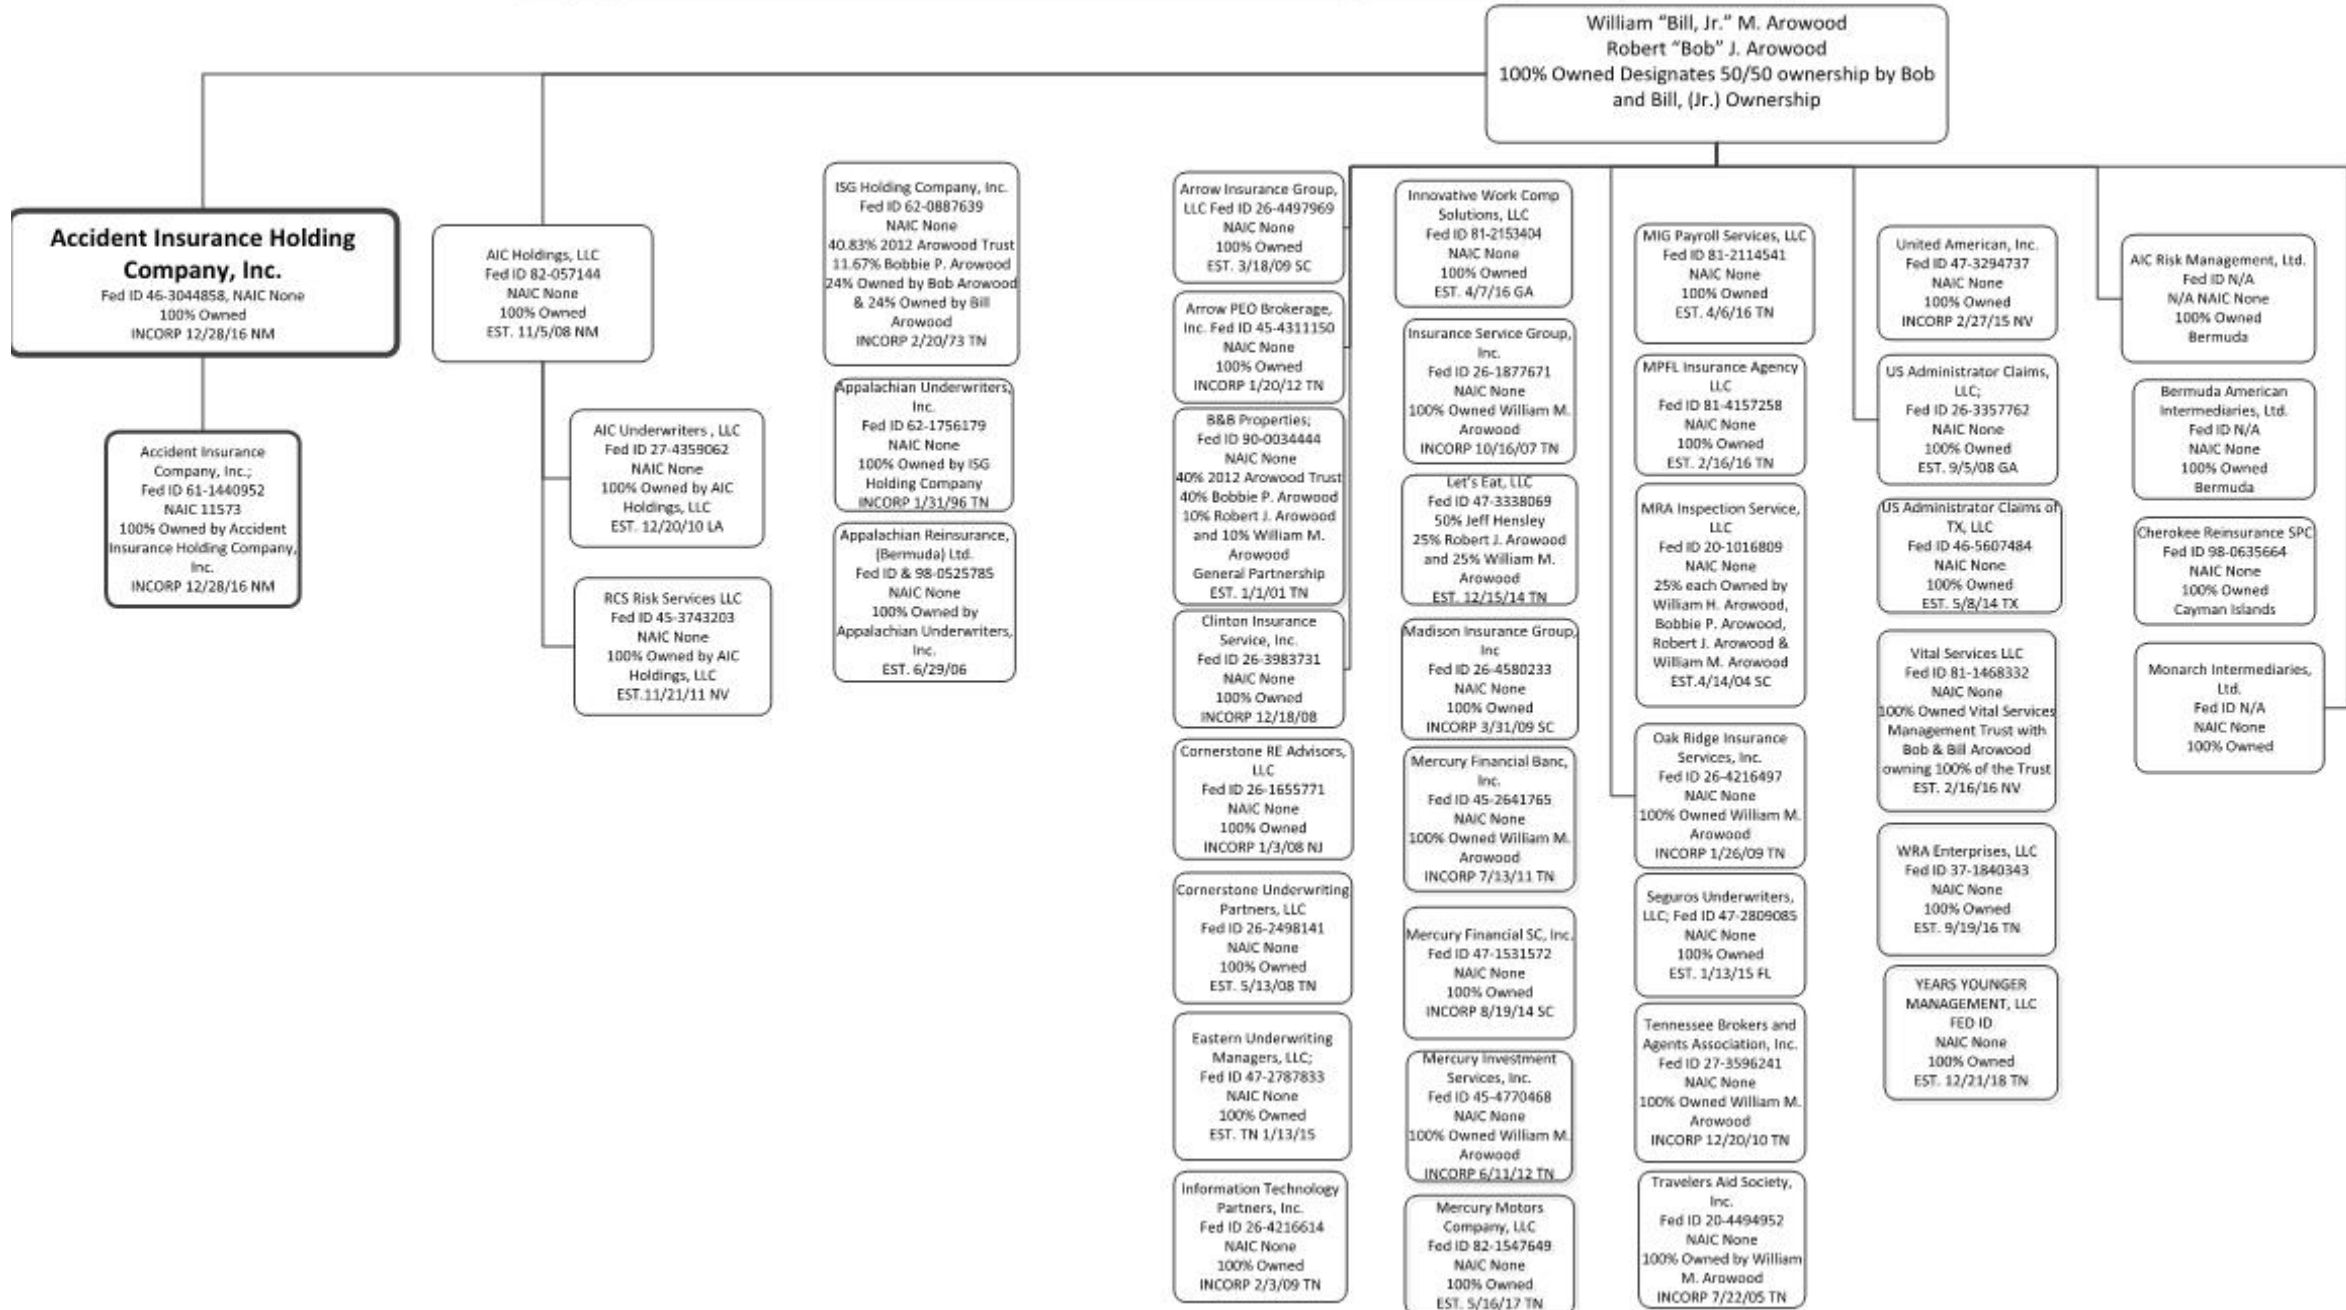 William "Bill, Jr." M. Arowood
Robert "Bob" J. Arowood
100% Owned Designates 50/50 ownership by Bob
and Bill, (Jr.) Ownership
Accident Insurance Holding
Company, Inc.
Fed ID 46-3044858, NAIC None
100% Owned
INCORP 12/28/16 NM
Accident Insurance
Company, Inc.;
Fed ID 61-1440952
NAIC 11573
100% Owned by Accident
Insurance Holding Company,
Inc.
INCORP 12/28/16 NM
AIC Holdings, LLC
Fed ID 82-057144
NAIC None
100% Owned
EST. 11/5/08 NM
AIC Underwriters , LLC
Fed ID 27-4359062
NAIC None
100% Owned by AIC
Holdings, LLC
EST. 12/20/10 LA
RCS Risk Services LLC
Fed ID 45-3743203
NAIC None
100% Owned by AIC
Holdings, LLC
EST.11/21/11 NV
ISG Holding Company, Inc.
Fed ID 62-0887639
NAIC None
40.83% 2012 Arowood Trust
11.67% Bobbie P. Arowood
24% Owned by Bob Arowood
& 24% Owned by Bill
Arowood
INCORP 2/20/73 TN
Appalachian Underwriters,
Inc.
Fed ID 62-1756179
NAIC None
100% Owned by ISG
Holding Company
INCORP 1/31/96 TN
Appalachian Reinsurance,
(Bermuda) Ltd.
Fed ID & 98-0525785
NAIC None
100% Owned by
Appalachian Underwriters,
Inc.
EST. 6/29/06
Arrow Insurance Group,
LLC Fed ID 26-4497969
NAIC None
100% Owned
EST. 3/18/09 SC
Arrow PEO Brokerage,
Inc. Fed ID 45-4311150
NAIC None
100% Owned
INCORP 1/20/12 TN
B&B Properties;
Fed ID 90-0034444
NAIC None
40% 2012 Arowood Trust
40% Bobbie P. Arowood
10% Robert J. Arowood
and 10% William M.
Arowood
General Partnership
EST. 1/1/01 TN
Clinton Insurance
Service, Inc.
Fed ID 26-3983731
NAIC None
100% Owned
INCORP 12/18/08
Cornerstone RE Advisors,
LLC
Fed ID 26-1655771
NAIC None
100% Owned
INCORP 1/3/08 NJ
Cornerstone Underwriting
Partners, LLC
Fed ID 26-2498141
NAIC None
100% Owned
EST. 5/13/08 TN
Eastern Underwriting
Managers, LLC;
Fed ID 47-2787833
NAIC None
100% Owned
EST. TN 1/13/15
Information Technology
Partners, Inc.
Fed ID 26-4216614
NAIC None
100% Owned
INCORP 2/3/09 TN
Innovative Work Comp
Solutions, LLC
Fed ID 81-2153404
NAIC None
100% Owned
EST. 4/7/16 GA
Insurance Service Group,
Inc.
Fed ID 26-1877671
NAIC None
100% Owned William M.
Arowood
INCORP 10/16/07 TN
Let's Eat, LLC
Fed ID 47-3338069
50% Jeff Hensley
25% Robert J. Arowood
and 25% William M.
Arowood
EST. 12/15/14 TN
Madison Insurance Group,
Inc
Fed ID 26-4580233
NAIC None
100% Owned
INCORP 3/31/09 SC
Mercury Financial Banc,
Inc.
Fed ID 45-2641765
NAIC None
100% Owned William M.
Arowood
INCORP 7/13/11 TN
Mercury Financial SC, Inc.
Fed ID 47-1531572
NAIC None
100% Owned
INCORP 8/19/14 SC
Mercury Investment
Services, Inc.
Fed ID 45-4770468
NAIC None
100% Owned William M.
Arowood
INCORP 6/11/12 TN
Mercury Motors
Company, LLC
Fed ID 82-1547649
NAIC None
100% Owned
EST. 5/16/17 TN
MIG Payroll Services, LLC
Fed ID 81-2114541
NAIC None
100% Owned
EST. 4/6/16 TN
MPFL Insurance Agency
LLC
Fed ID 81-4157258
NAIC None
100% Owned
EST. 2/16/16 TN
MRA Inspection Service,
LLC
Fed ID 20-1016809
NAIC None
25% each Owned by
William H. Arowood,
Bobbie P. Arowood,
Robert J. Arowood &
William M. Arowood
EST.4/14/04 SC
Oak Ridge Insurance
Services, Inc.
Fed ID 26-4216497
NAIC None
100% Owned William M.
Arowood
INCORP 1/26/09 TN
Seguros Underwriters,
LLC; Fed ID 47-2809085
NAIC None
100% Owned
EST. 1/13/15 FL
Tennessee Brokers and
Agents Association, Inc.
Fed ID 27-3596241
NAIC None
100% Owned William M.
Arowood
INCORP 12/20/10 TN
Travelers Aid Society,
Inc.
Fed ID 20-4494952
NAIC None
100% Owned by William
M. Arowood
INCORP 7/22/05 TN
United American, Inc.
Fed ID 47-3294737
NAIC None
100% Owned
INCORP 2/27/15 NV
US Administrator Claims,
LLC;
Fed ID 26-3357762
NAIC None
100% Owned
EST. 9/5/08 GA
US Administrator Claims of
TX, LLC
Fed ID 46-5607484
NAIC None
100% Owned
EST. 5/8/14 TX
Vital Services LLC
Fed ID 81-1468332
NAIC None
100% Owned Vital Services
Management Trust with
Bob & Bill Arowood
owning 100% of the Trust
EST. 2/16/16 NV
WRA Enterprises, LLC
Fed ID 37-1840343
NAIC None
100% Owned
EST. 9/19/16 TN
YEARS YOUNGER
MANAGEMENT, LLC
FED ID
NAIC None
100% Owned
EST. 12/21/18 TN
AIC Risk Management, Ltd.
Fed ID N/A
N/A NAIC None
100% Owned
Bermuda
Bermuda American
Intermediaries, Ltd.
Fed ID N/A
NAIC None
100% Owned
Bermuda
Cherokee Reinsurance SPC
Fed ID 98-0635664
NAIC None
100% Owned
Cayman Islands
Monarch Intermediaries,
Ltd.
Fed ID N/A
NAIC None
100% Owned